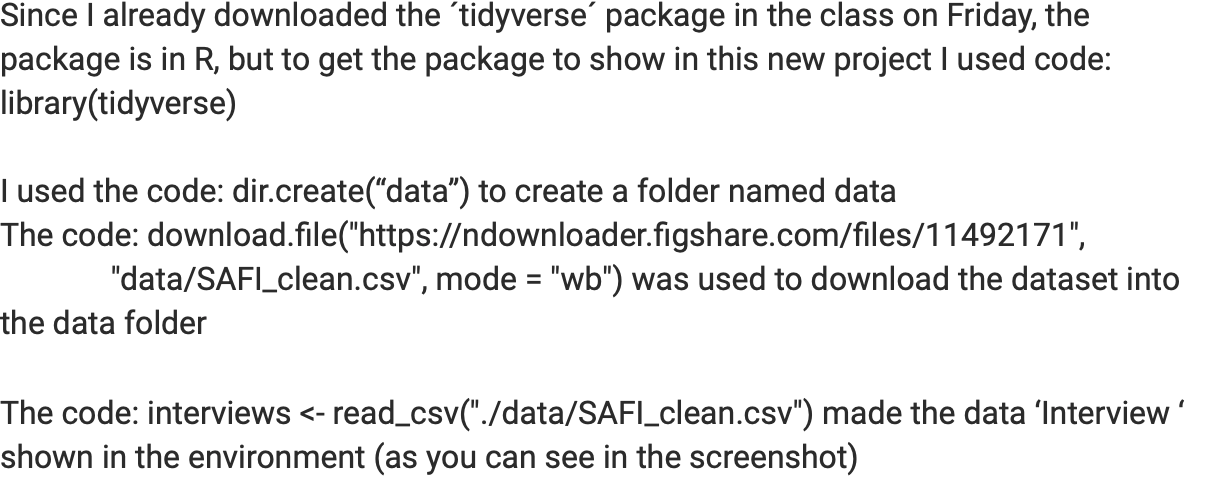 Since I already downloaded the ´tidyverse´ package in the class on Friday, the
package is in R, but to get the package to show in this new project I used code:
library(tidyverse)
I used the code: dir.create(“data”) to create a folder named data
The code: download.file("https://ndownloader.figshare.com/files/11492171",
"data/SAFI_clean.csv", mode = "wb") was used to download the dataset into
the data folder
The code: interviews <- read_csv("./data/SAFI_clean.csv") made the data ‘Interview ‘
shown in the environment (as you can see in the screenshot)